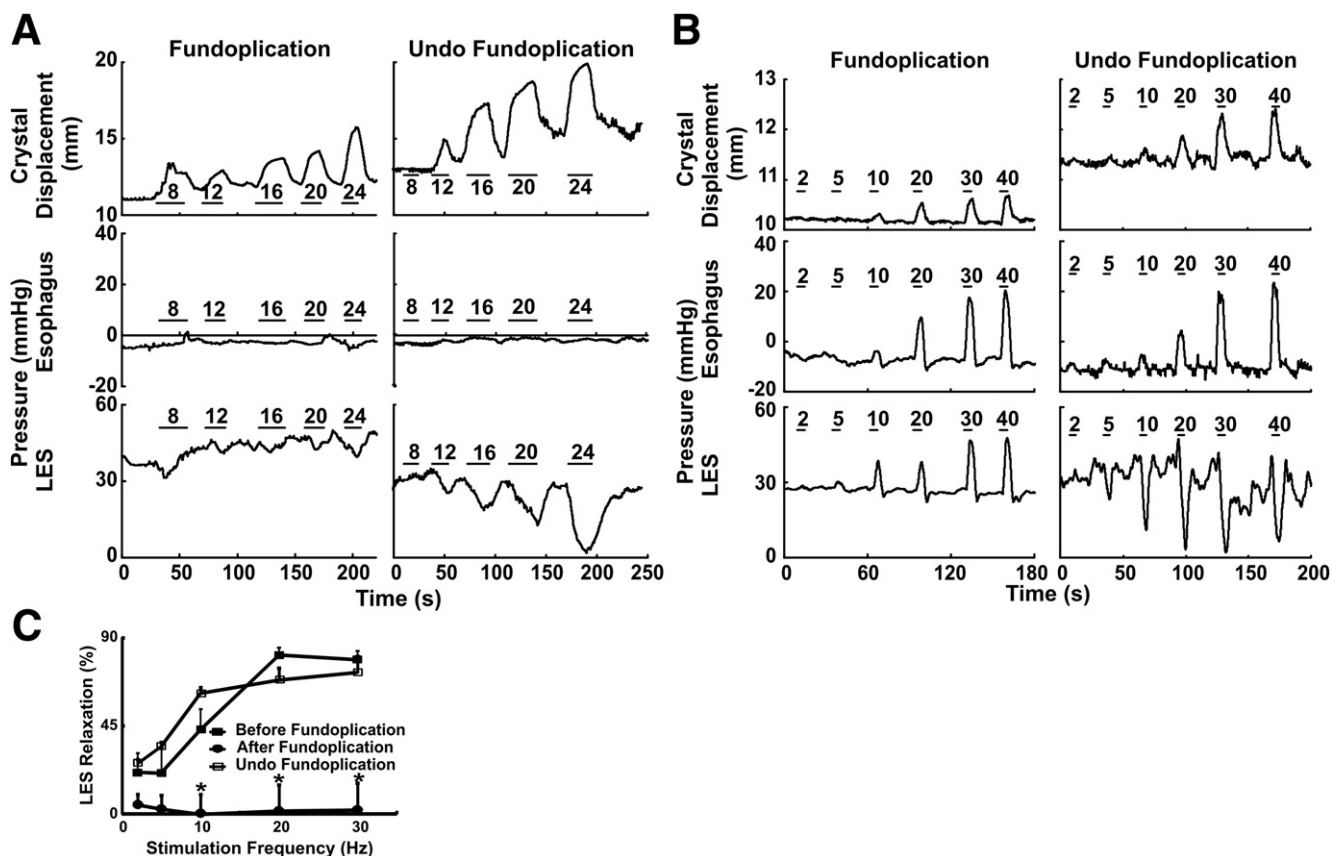 A
Fundoplication
Undo Fundoplication
Crystal
Displacement
(mm)
20
10
8 12 16 20 24
8 12 16 20 24
Pressure (mmHg)
Esophagus
40
20
0
-20
8 12 16 20 24
8 12 16 20 24
LES
60
30
0
8 12 16 20 24
8 12 16 20 24
0 50 100 150 200
0 50 100 150 200 250
Time (s)
B
Fundoplication
Undo Fundoplication
Crystal
Displacement
(mm)
13
12
11
10
2 5 10 20 30 40
2 5 10 20 30 40
Pressure (mmHg)
Esophagus
40
20
0
-20
2 5 10 20 30 40
2 5 10 20 30 40
LES
60
30
0
2 5 10 20 30 40
2 5 10 20 30 40
0 60 120 180
0 50 100 150 200
Time (s)
C
LES Relaxation (%)
90
45
0
Before Fundoplication
After Fundoplication
Undo Fundoplication
* * *
0 10 20 30
Stimulation Frequency (Hz)